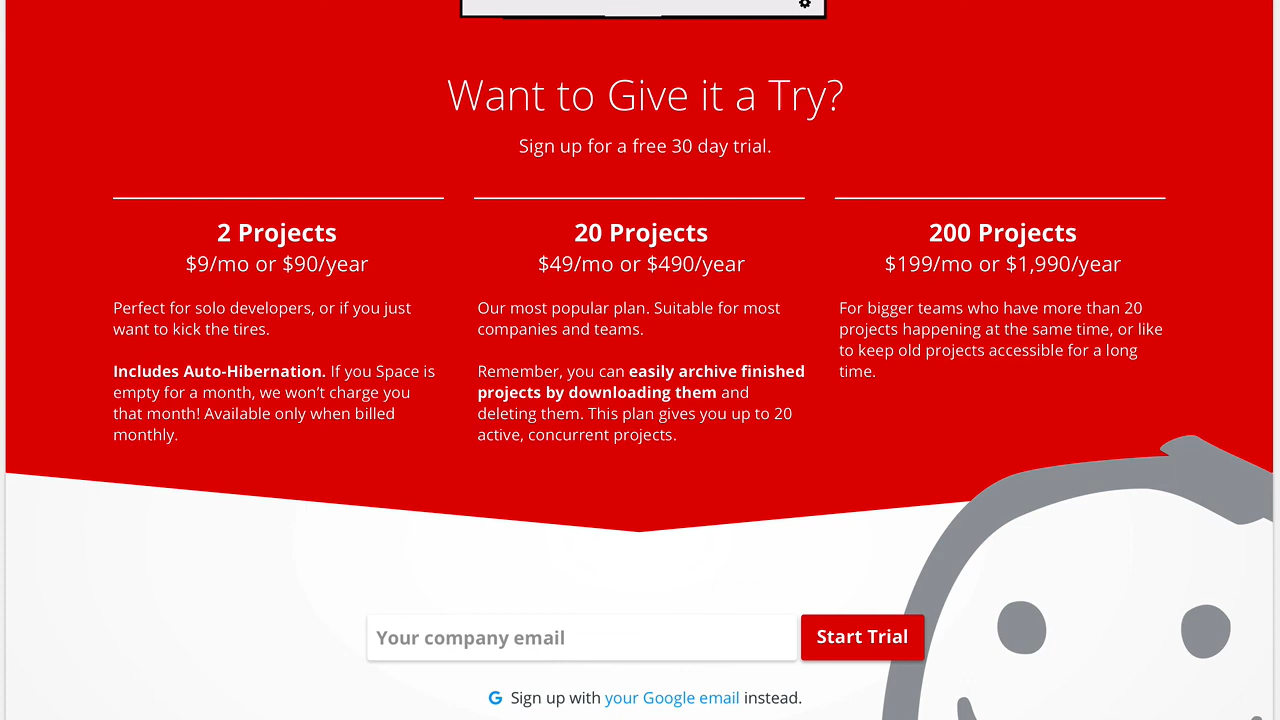 Want to Give it a Try?
Sign up for a free 30 day trial.
2 Projects
$9/mo or $90/year
Perfect for solo developers, or if you just
want to kick the tires.
Includes Auto-Hibernation. If you Space is
empty for a month, we won't charge you
that month! Available only when billed
monthly.
20 Projects
$49/mo or $490/year
Our most popular plan. Suitable for most
companies and teams.
Remember, you can easily archive finished
projects by downloading them and
deleting them. This plan gives you up to 20
active, concurrent projects.
200 Projects
$199/mo or $1,990/year
For bigger teams who have more than 20
projects happening at the same time, or like
to keep old projects accessible for a long
time.
Your company email
Start Trial
G Sign up with your Google email instead.